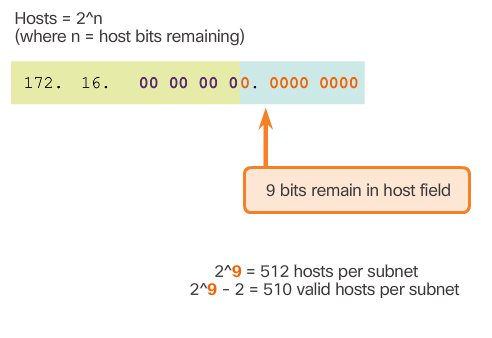 Hosts = 2^n
(where n = host bits remaining)
172. 16. 00 00 00 00. 0000 0000
9 bits remain in host field
2^9 = 512 hosts per subnet
2^9 - 2 = 510 valid hosts per subnet